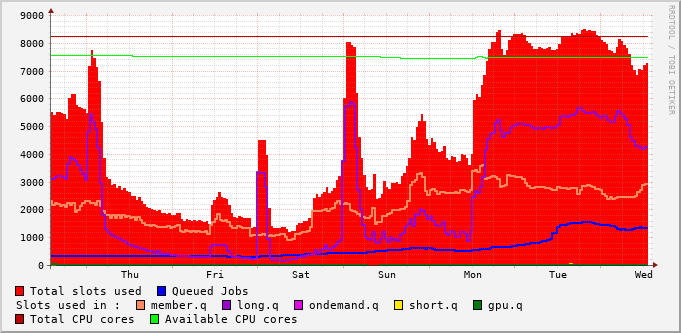 9000
8000
7000
6000
5000
4000
3000
2000
1000
0
Thu Fri Sat Sun Mon Tue Wed
RRDTOOL / TOBI OETIKER
Total slots used Queued Jobs
Slots used in : member.q long.q ondemand.q short.q gpu.q
Total CPU cores Available CPU cores